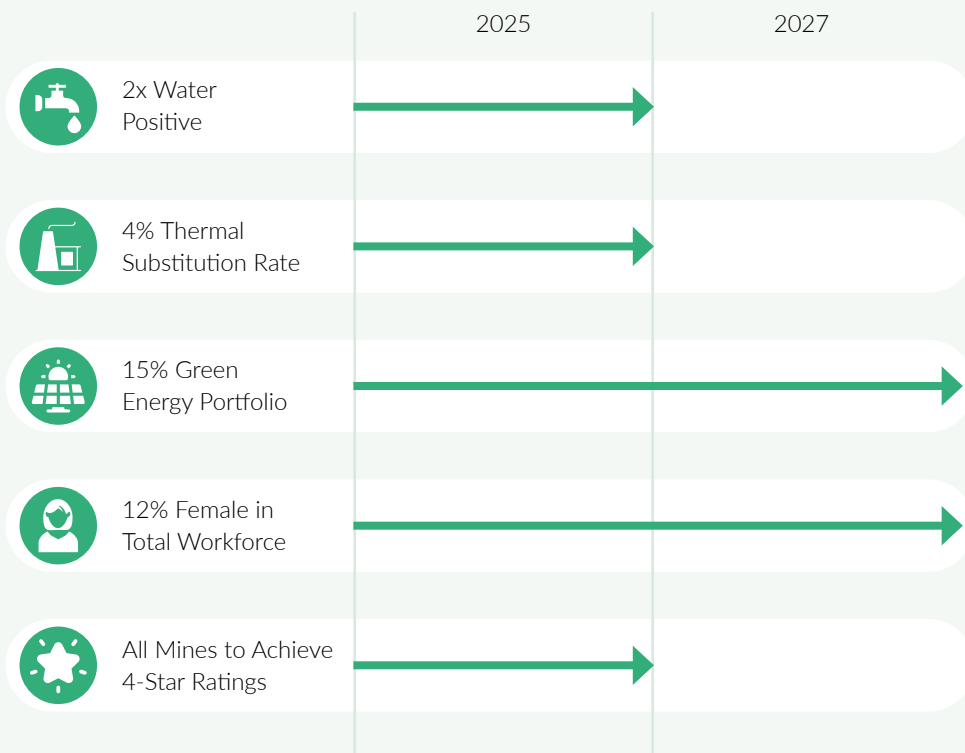 2025
2027
2x Water
Positive
4% Thermal
Substitution Rate
15% Green
Energy Portfolio
12% Female in
Total Workforce
All Mines to Achieve
4-Star Ratings